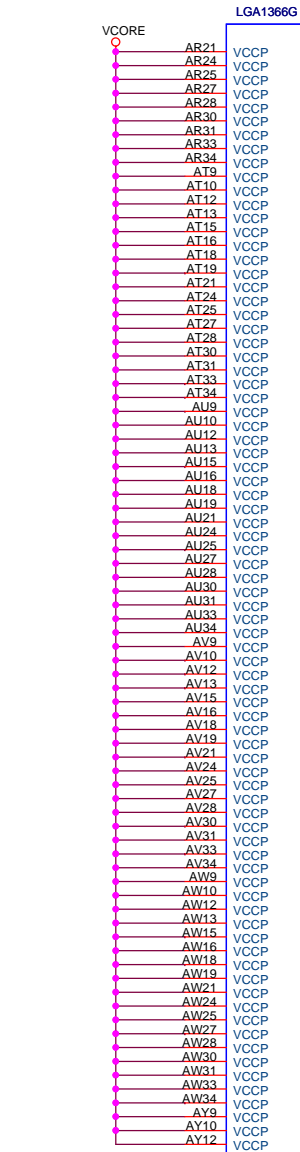 LGA1366G
VCORE
AR21 VCCP
AR24 VCCP
AR25 VCCP
AR27 VCCP
AR28 VCCP
AR30 VCCP
AR31 VCCP
AR33 VCCP
AR34 VCCP
AT9 VCCP
AT10 VCCP
AT12 VCCP
AT13 VCCP
AT15 VCCP
AT16 VCCP
AT18 VCCP
AT19 VCCP
AT21 VCCP
AT24 VCCP
AT25 VCCP
AT27 VCCP
AT28 VCCP
AT30 VCCP
AT31 VCCP
AT33 VCCP
AT34 VCCP
AU9 VCCP
AU10 VCCP
AU12 VCCP
AU13 VCCP
AU15 VCCP
AU16 VCCP
AU18 VCCP
AU19 VCCP
AU21 VCCP
AU24 VCCP
AU25 VCCP
AU27 VCCP
AU28 VCCP
AU30 VCCP
AU31 VCCP
AU33 VCCP
AU34 VCCP
AV9 VCCP
AV10 VCCP
AV12 VCCP
AV13 VCCP
AV15 VCCP
AV16 VCCP
AV18 VCCP
AV19 VCCP
AV21 VCCP
AV24 VCCP
AV25 VCCP
AV27 VCCP
AV28 VCCP
AV30 VCCP
AV31 VCCP
AV33 VCCP
AV34 VCCP
AW9 VCCP
AW10 VCCP
AW12 VCCP
AW13 VCCP
AW15 VCCP
AW16 VCCP
AW18 VCCP
AW19 VCCP
AW21 VCCP
AW24 VCCP
AW25 VCCP
AW27 VCCP
AW28 VCCP
AW30 VCCP
AW31 VCCP
AW33 VCCP
AW34 VCCP
AY9 VCCP
AY10 VCCP
AY12 VCCP